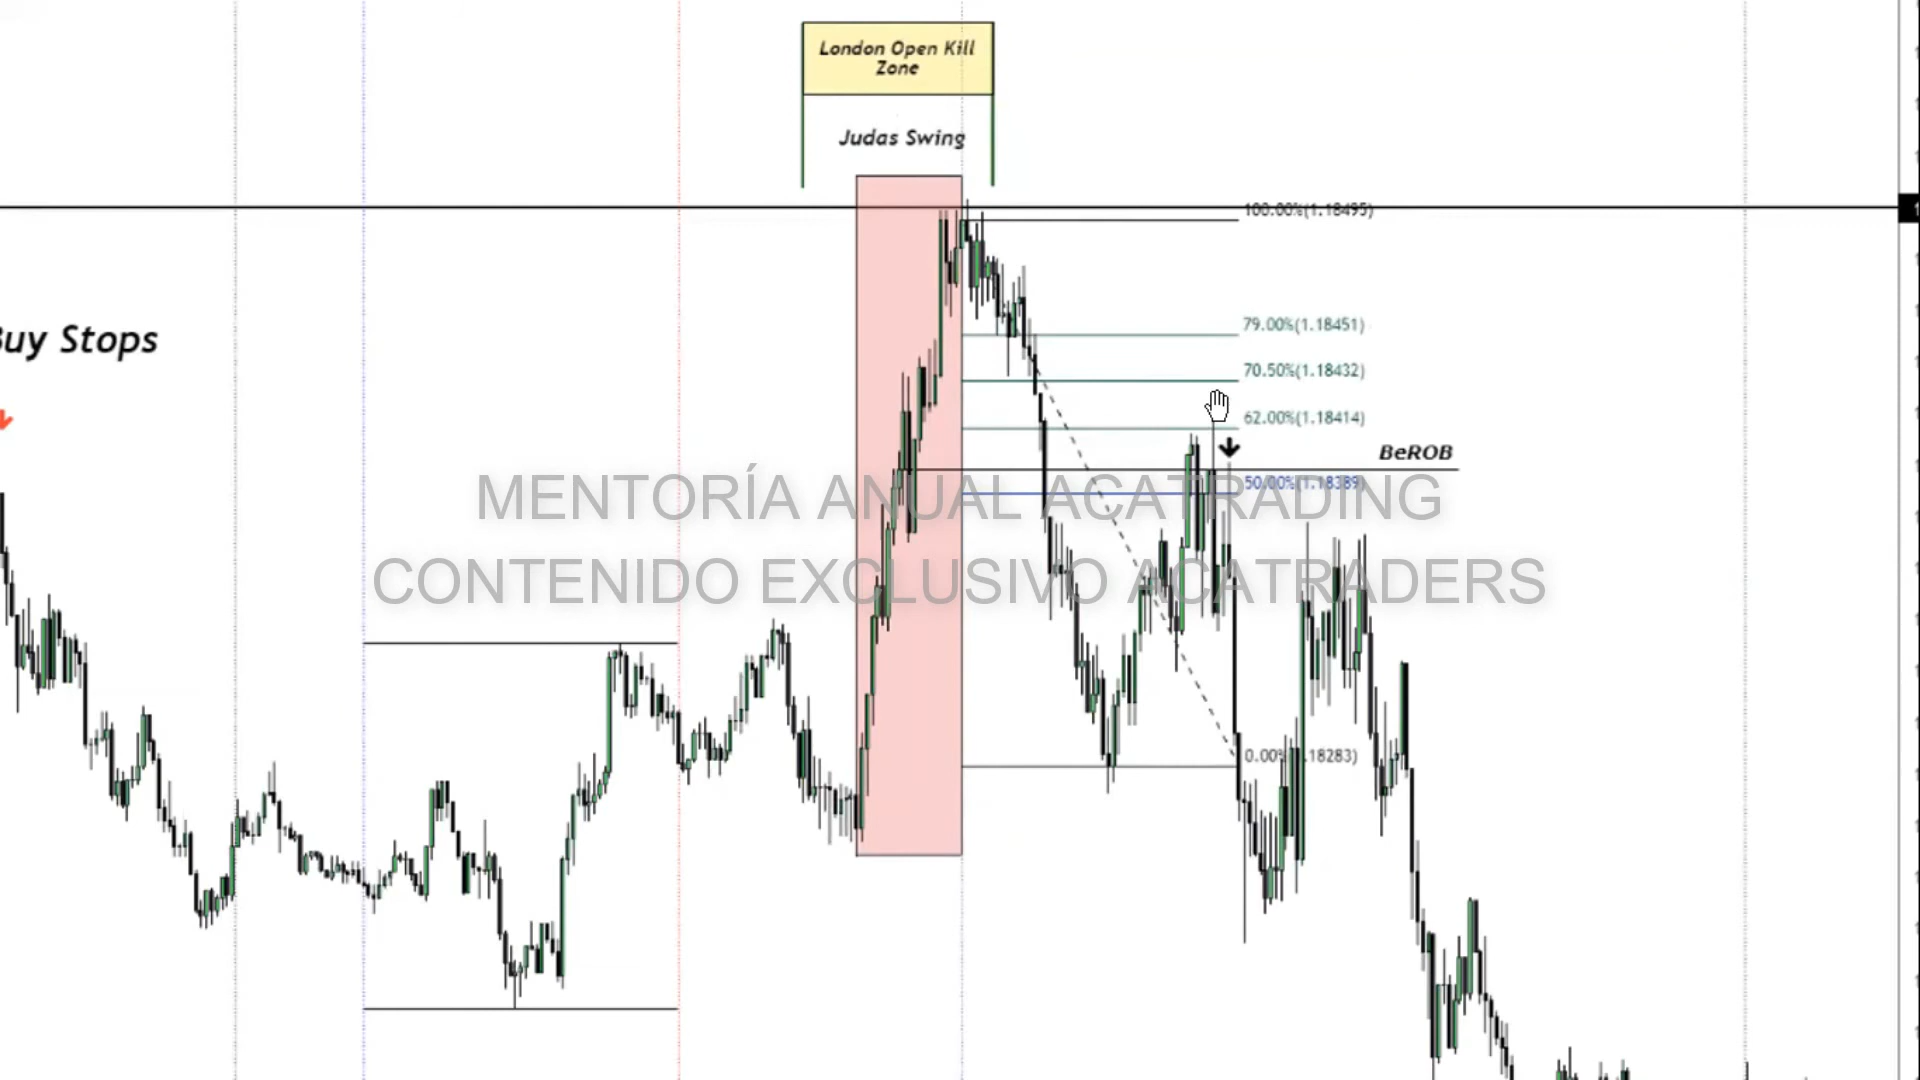 London Open Kill
Zone
Judas Swing
100.00%(1.18495)
79.00%(1.18451)
Buy Stops
70.50%(1.18432)
62.00%(1.18414)
BeROB
50.00%(1.18389)
MENTORÍA ANUAL ACATRADING
CONTENIDO EXCLUSIVO ACATRADERS